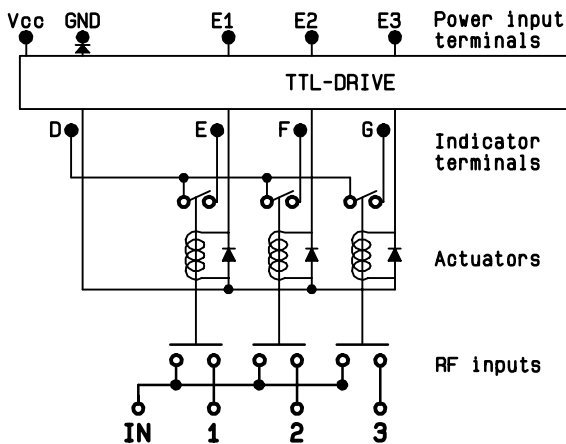 Vcc GND E1 E2 E3 Power input
terminals
TTL-DRIVE
D E F G Indicator
terminals
Actuators
RF inputs
IN 1 2 3